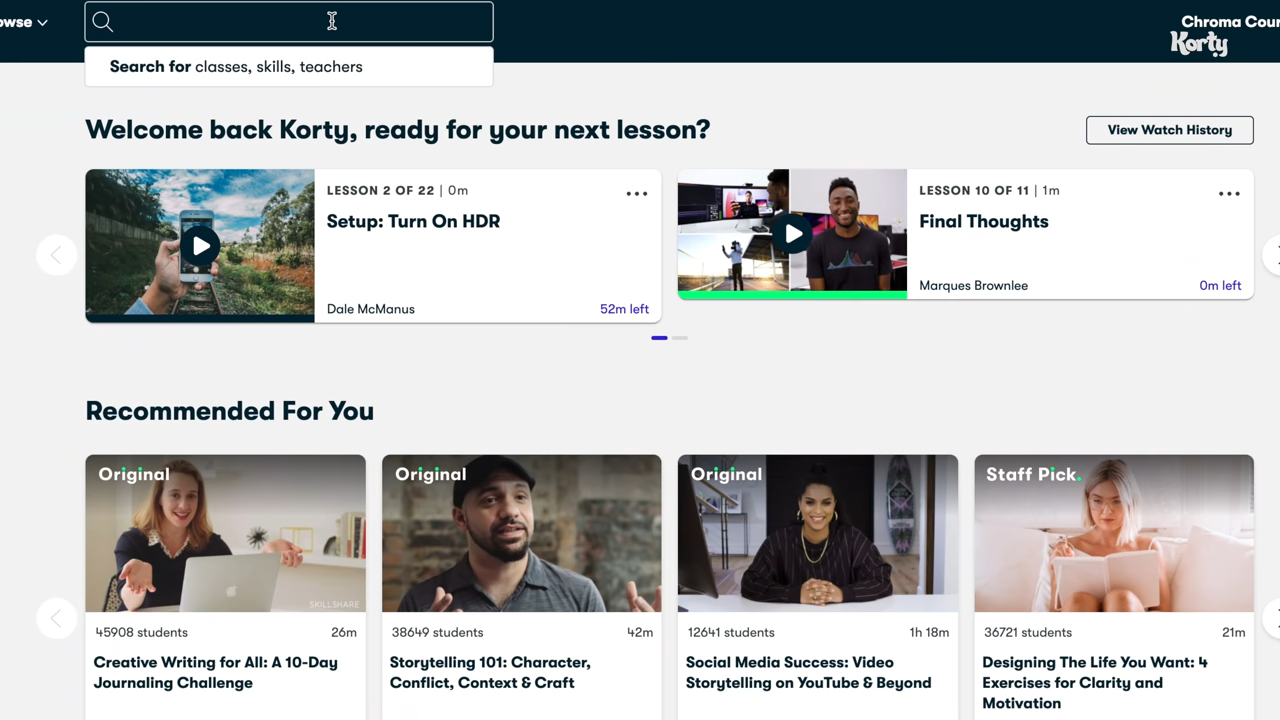 owse
Chroma Cour
Korty
Search for classes, skills, teachers
Welcome back Korty, ready for your next lesson?
View Watch History
LESSON 2 OF 22 | 0m
Setup: Turn On HDR
Dale McManus
52m left
LESSON 10 OF 11 | 1m
Final Thoughts
Marques Brownlee
0m left
Recommended For You
Original
SKILLSHARE
45908 students
26m
Creative Writing for All: A 10-Day
Journaling Challenge
Original
38649 students
42m
Storytelling 101: Character,
Conflict, Context & Craft
Original
12641 students
1h 18m
Social Media Success: Video
Storytelling on YouTube & Beyond
Staff Pick.
36721 students
21m
Designing The Life You Want: 4
Exercises for Clarity and
Motivation